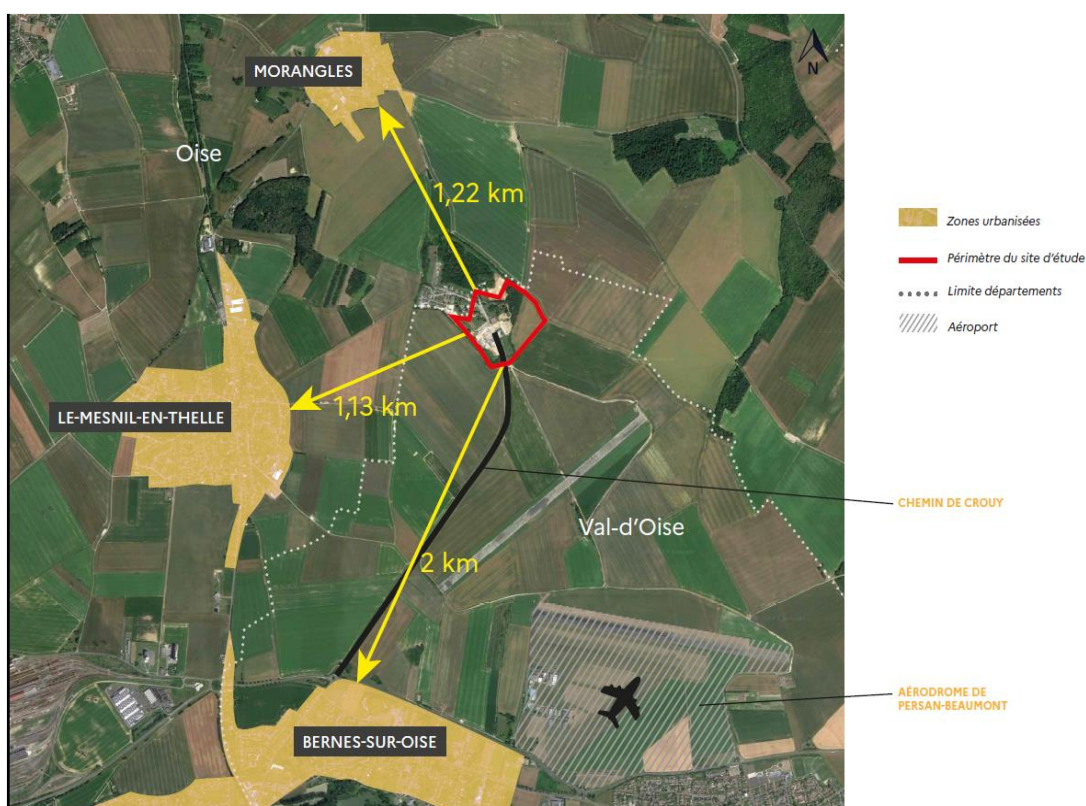 MORANGLES
N
Oise
1,22 km
Zones urbanisées
Périmètre du site d'étude
Limite départements
Aéroport
LE-MESNIL-EN-THELLE
1,13 km
CHEMIN DE CROUY
Val-d'Oise
2 km
AÉRODROME DE
PERSAN-BEAUMONT
BERNES-SUR-OISE